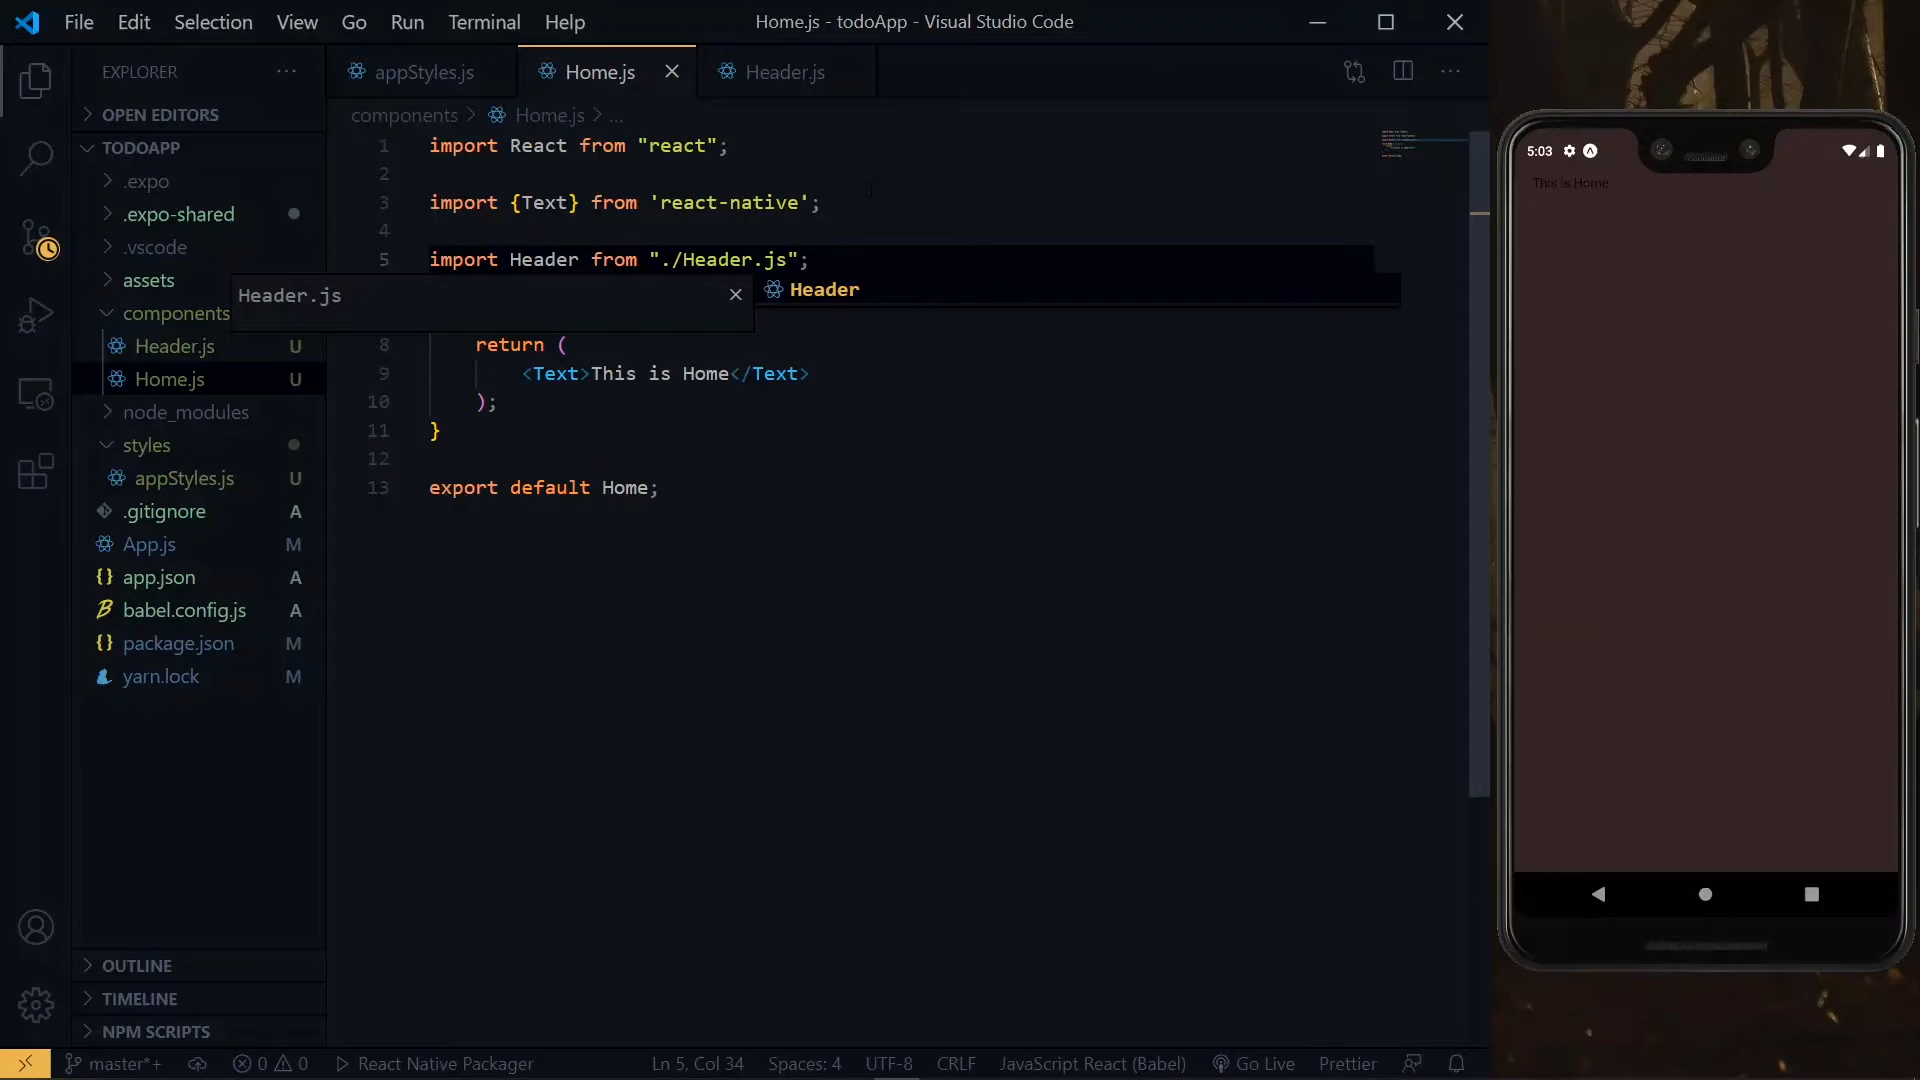 File Edit Selection View Go Run Terminal Help
Home.js - todoApp - Visual Studio Code
EXPLORER
OPEN EDITORS
TODOAPP
.expo
.expo-shared
.vscode
assets
components
Header.js U
Home.js U
node_modules
styles
appStyles.js U
.gitignore A
App.js M
app.json A
babel.config.js A
package.json M
yarn.lock M
OUTLINE
TIMELINE
NPM SCRIPTS
appStyles.js Home.js Header.js
components > Home.js > ...
1 import React from "react";
2
3 import {Text} from 'react-native';
4
5 import Header from "./Header.js";
Header.js
Header
8 return (
9 <Text>This is Home</Text>
10 );
11 }
12
13 export default Home;
master*+ 0 0 React Native Packager Ln 5, Col 34 Spaces: 4 UTF-8 CRLF JavaScript React (Babel) Go Live Prettier
5:03
This is Home